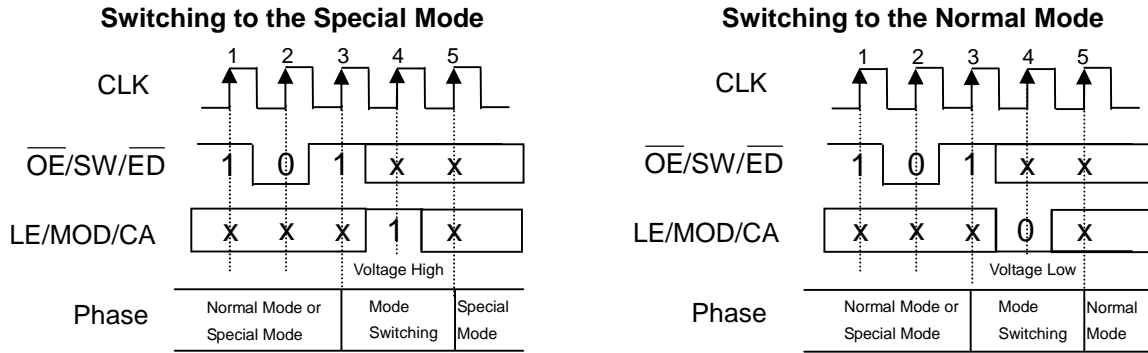 Switching to the Special Mode
1 2 3 4 5
CLK
OE/SW/ED
1 0 1 x x
LE/MOD/CA
x x x 1 x
Voltage High
Phase
Normal Mode or
Special Mode
Mode
Switching
Special
Mode
Switching to the Normal Mode
1 2 3 4 5
CLK
OE/SW/ED
1 0 1 x x
LE/MOD/CA
x x x 0 x
Voltage Low
Phase
Normal Mode or
Special Mode
Mode
Switching
Normal
Mode